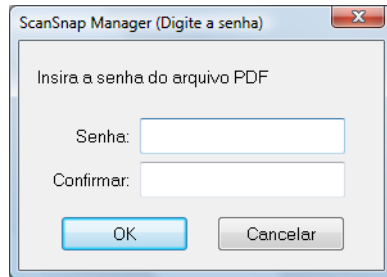 ScanSnap Manager (Digite a senha)
Insira a senha do arquivo PDF
Senha:
Confirmar:
OK Cancelar